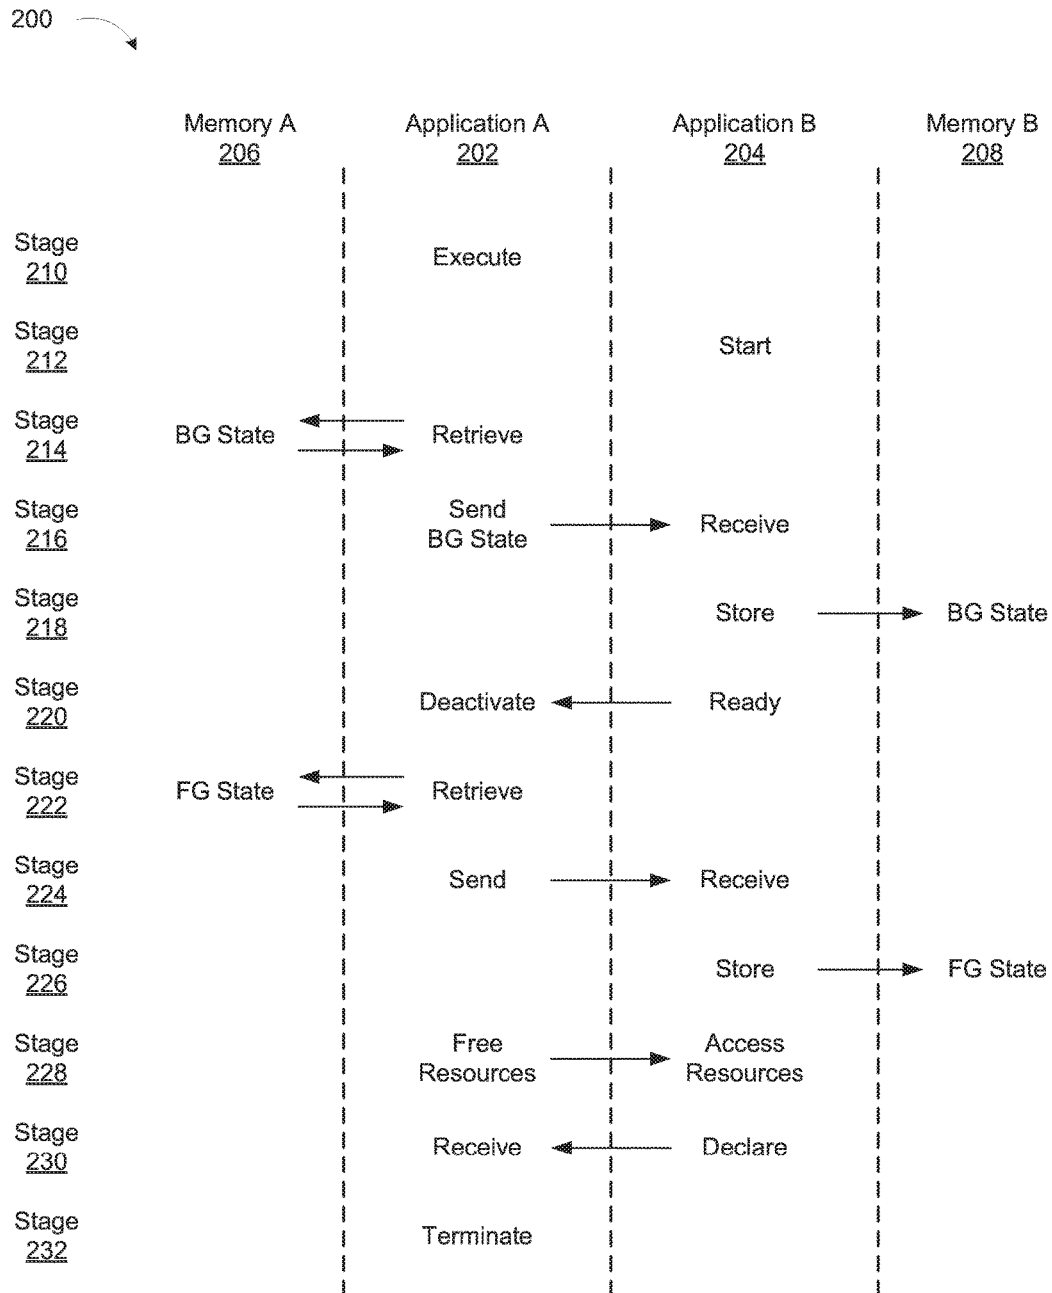 200
Memory A Application A Application B Memory B
206 202 204 208
Stage
210 Execute
Stage
212 Start
Stage
214 BG State Retrieve
Stage
216 Send
BG State Receive
Stage
218 Store BG State
Stage
220 Deactivate Ready
Stage
222 FG State Retrieve
Stage
224 Send Receive
Stage
226 Store FG State
Stage
228 Free
Resources Access
Resources
Stage
230 Receive Declare
Stage
232 Terminate